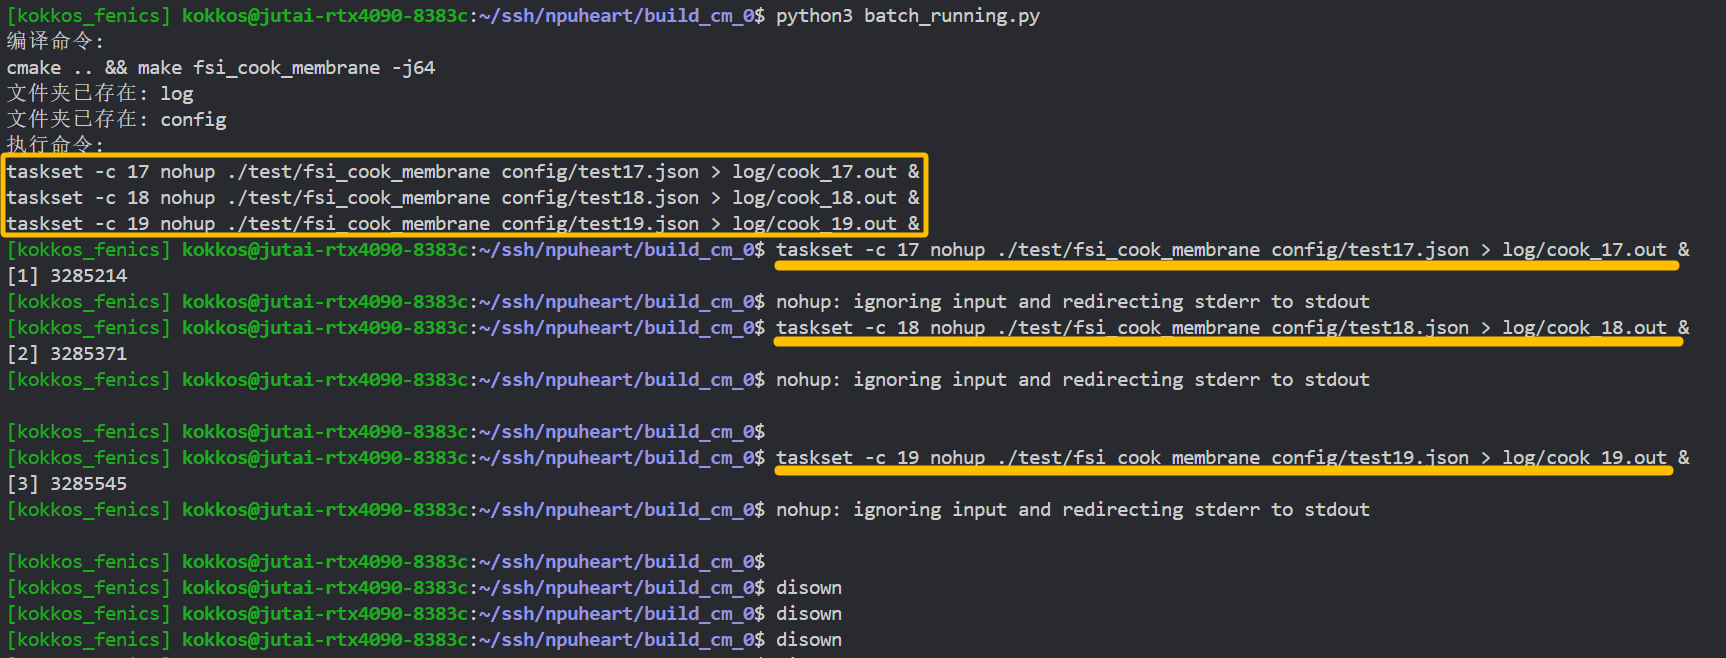 [kokkos_fenics] kokkos@jutai-rtx4090-8383c:~/ssh/npuheart/build_cm_0$ python3 batch_running.py
编译命令:
cmake .. && make fsi_cook_membrane -j64
文件夹已存在: log
文件夹已存在: config
执行命令:
taskset -c 17 nohup ./test/fsi_cook_membrane config/test17.json > log/cook_17.out &
taskset -c 18 nohup ./test/fsi_cook_membrane config/test18.json > log/cook_18.out &
taskset -c 19 nohup ./test/fsi_cook_membrane config/test19.json > log/cook_19.out &
[kokkos_fenics] kokkos@jutai-rtx4090-8383c:~/ssh/npuheart/build_cm_0$ taskset -c 17 nohup ./test/fsi_cook_membrane config/test17.json > log/cook_17.out &
[1] 3285214
[kokkos_fenics] kokkos@jutai-rtx4090-8383c:~/ssh/npuheart/build_cm_0$ nohup: ignoring input and redirecting stderr to stdout
[kokkos_fenics] kokkos@jutai-rtx4090-8383c:~/ssh/npuheart/build_cm_0$ taskset -c 18 nohup ./test/fsi_cook_membrane config/test18.json > log/cook_18.out &
[2] 3285371
[kokkos_fenics] kokkos@jutai-rtx4090-8383c:~/ssh/npuheart/build_cm_0$ nohup: ignoring input and redirecting stderr to stdout
[kokkos_fenics] kokkos@jutai-rtx4090-8383c:~/ssh/npuheart/build_cm_0$
[kokkos_fenics] kokkos@jutai-rtx4090-8383c:~/ssh/npuheart/build_cm_0$ taskset -c 19 nohup ./test/fsi_cook_membrane config/test19.json > log/cook_19.out &
[3] 3285545
[kokkos_fenics] kokkos@jutai-rtx4090-8383c:~/ssh/npuheart/build_cm_0$ nohup: ignoring input and redirecting stderr to stdout
[kokkos_fenics] kokkos@jutai-rtx4090-8383c:~/ssh/npuheart/build_cm_0$
[kokkos_fenics] kokkos@jutai-rtx4090-8383c:~/ssh/npuheart/build_cm_0$ disown
[kokkos_fenics] kokkos@jutai-rtx4090-8383c:~/ssh/npuheart/build_cm_0$ disown
[kokkos_fenics] kokkos@jutai-rtx4090-8383c:~/ssh/npuheart/build_cm_0$ disown